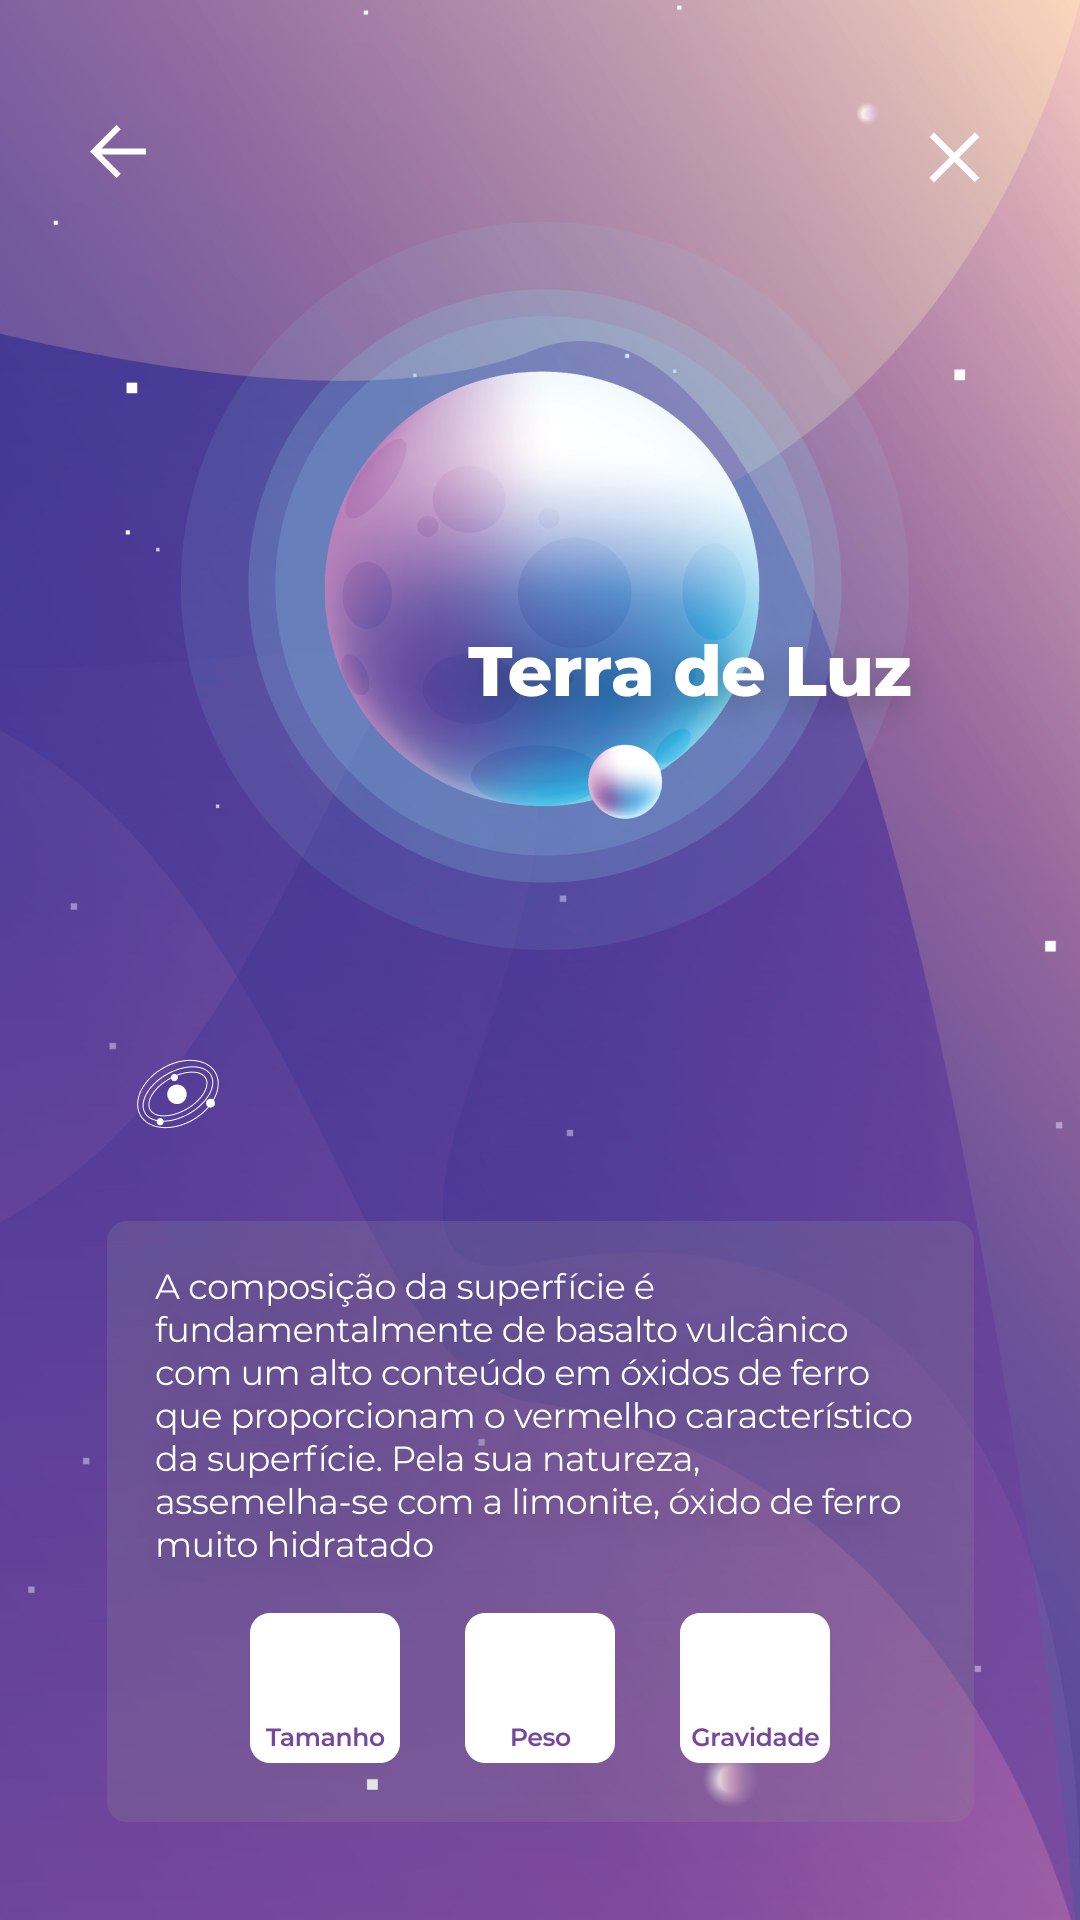 Terra de Luz
A composição da superfície é
fundamentalmente de basalto vulcânico
com um alto conteúdo em óxidos de ferro
que proporcionam o vermelho característico
da superfície. Pela sua natureza,
assemelha-se com a limonite, óxido de ferro
muito hidratado
Tamanho
Peso
Gravidade